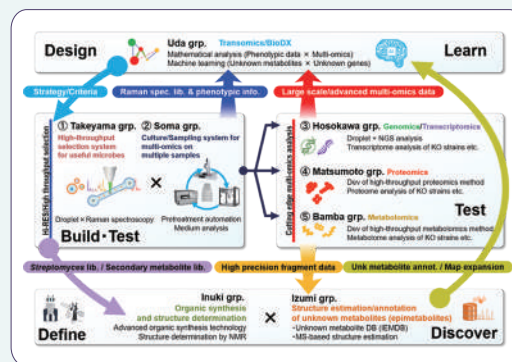 Design
Uda grp. Transomics/BioDX
Mathematical analysis (Phenotypic data × Multi-omics)
Machine learning (Unknown metabolites × Unknown genes)
Learn
Strategy/Criteria
Raman spec. lib. & phenotypic info.
Large scale/advanced multi-omics data
Hi-RES/High throughput selection
① Takeyama grp.
High-throughput
selection system
for useful microbes
Droplet × Raman spectroscopy
×
② Soma grp.
Culture/Sampling system for
multi-omics on
multiple samples
Pretreatment automation
Medium analysis
Build・Test
Cutting edge multi-omics analysis
③ Hosokawa grp. Genomics/Transcriptomics
Droplet × NGS analysis
Transcriptome analysis of KO strains etc.
④ Matsumoto grp. Proteomics
Dev of high-throughput proteomics method
Proteome analysis of KO strains etc.
⑤ Bamba grp. Metabolomics
Dev of high-throughput metabolomics method
Metabolome analysis of KO strains etc.
Test
Streptomyces lib. / Secondary metabolite lib.
High precision fragment data
Unk metabolite annot. / Map expansion
Define
Inuki grp.
Organic synthesis
and structure determination
Advanced organic synthesis technology
Structure determination by NMR
×
Izumi grp.
Structure estimation/annotation
of unknown metabolites (epimetabolites)
・Unknown metabolite DB (IEMDB)
・MS-based structure estimation
Discover